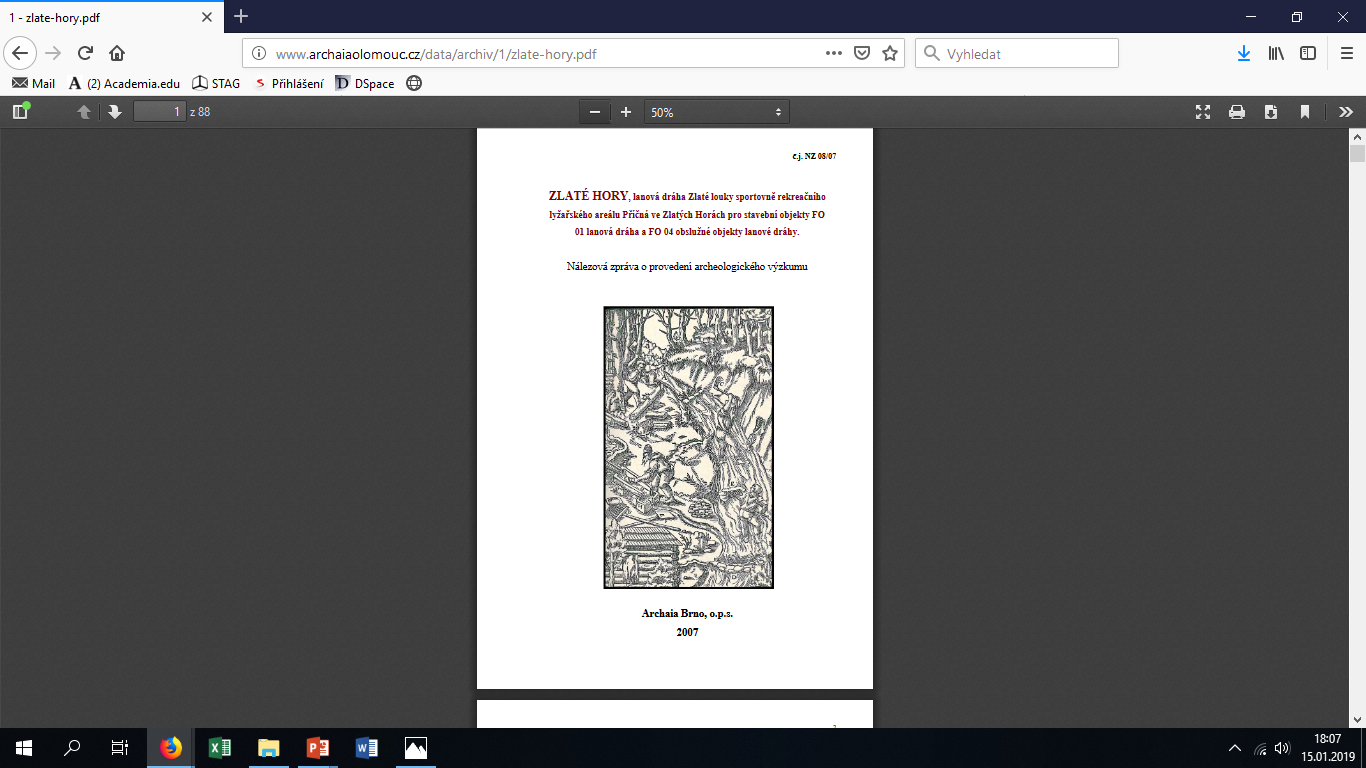 1 - zlate-hory.pdf
www.archaiaolomouc.cz/data/archiv/1/zlate-hory.pdf
Vyhledat
Mail
(2) Academia.edu
STAG
Přihlášení
DSpace
1 z 88
50%
č.j. NZ 08/07
ZLATÉ HORY, lanová dráha Zlaté louky sportovně rekreačního
lyžařského areálu Příčná ve Zlatých Horách pro stavební objekty FO
01 lanová dráha a FO 04 obslužné objekty lanové dráhy.
Nálezová zpráva o provedení archeologického výzkumu
Archaia Brno, o.p.s.
2007
18:07
15.01.2019